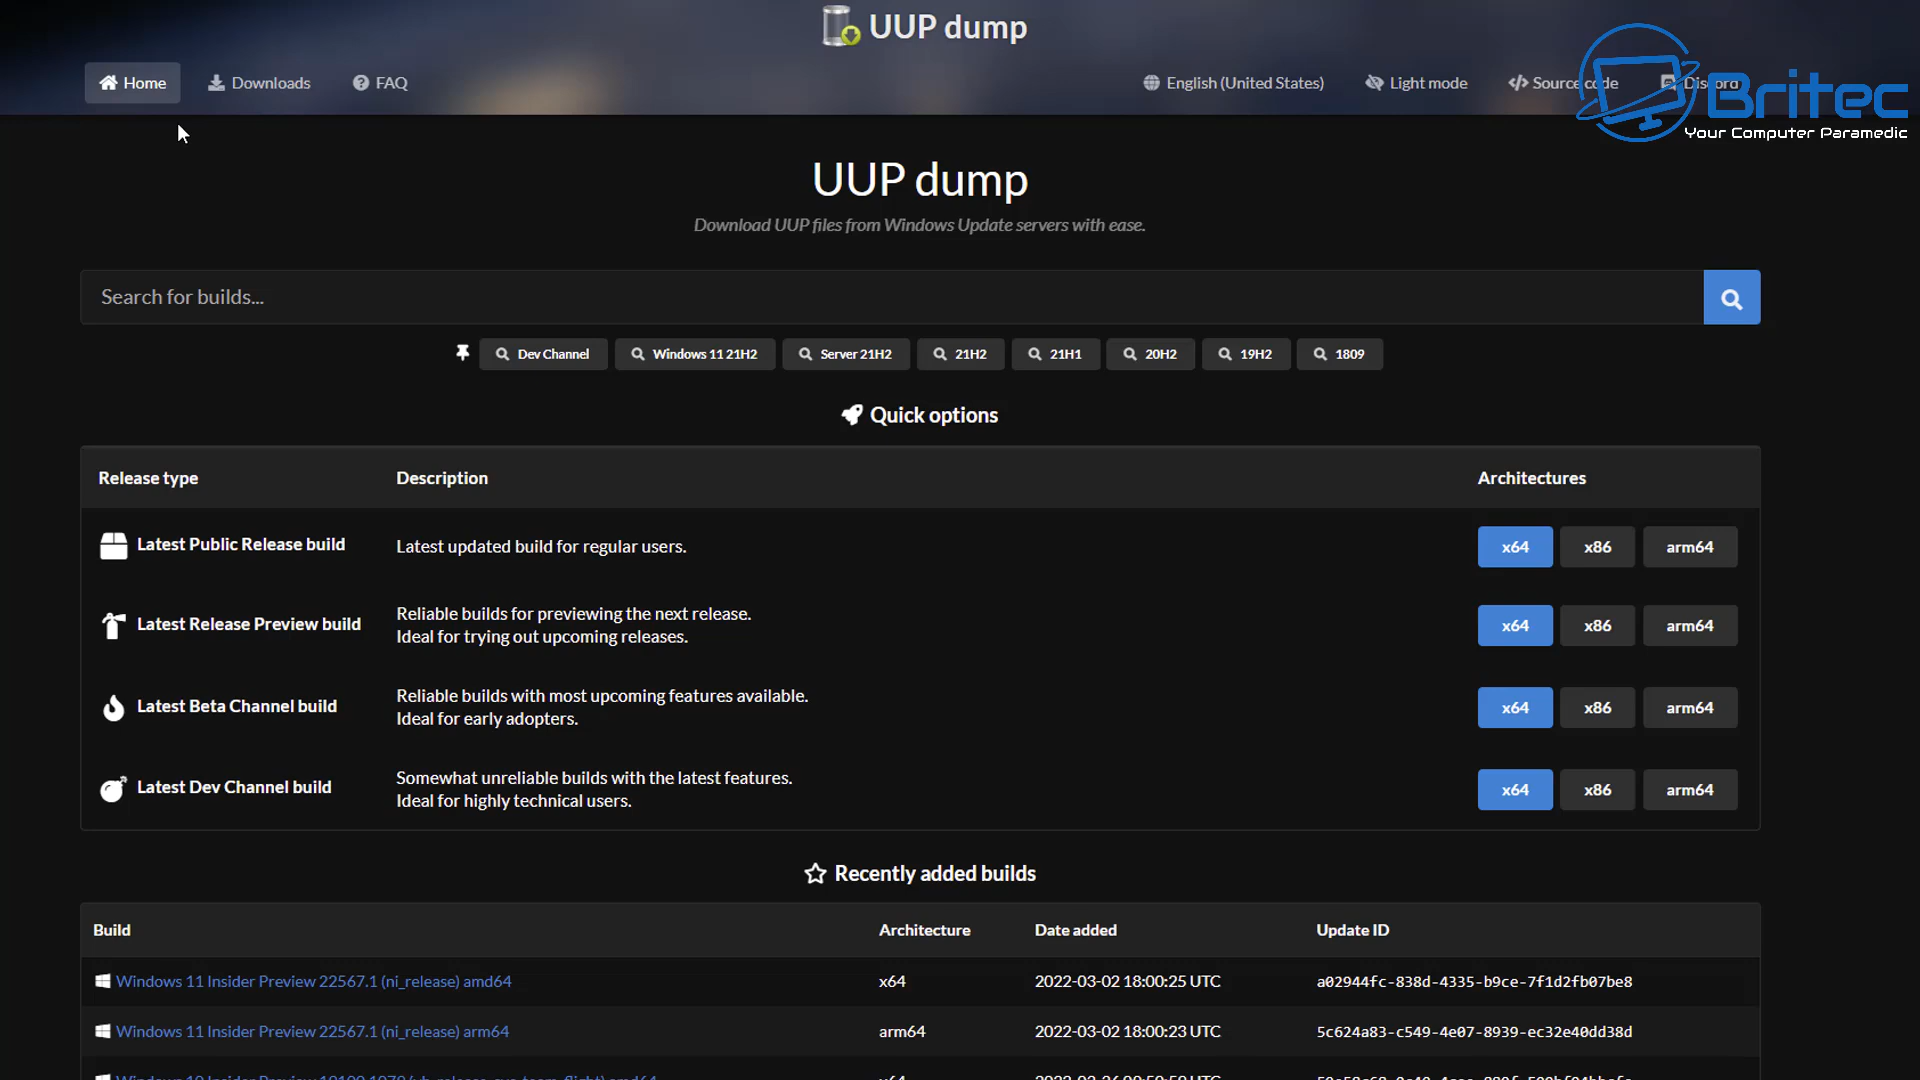 UUP dump
Home Downloads FAQ English (United States) Light mode Source code Discord
Britec
Your Computer Paramedic
UUP dump
Download UUP files from Windows Update servers with ease.
Search for builds...
Dev Channel Windows 11 21H2 Server 21H2 21H2 21H1 20H2 19H2 1809
Quick options
Release type Description Architectures
Latest Public Release build Latest updated build for regular users. x64 x86 arm64
Latest Release Preview build Reliable builds for previewing the next release. x64 x86 arm64
Ideal for trying out upcoming releases.
Latest Beta Channel build Reliable builds with most upcoming features available. x64 x86 arm64
Ideal for early adopters.
Latest Dev Channel build Somewhat unreliable builds with the latest features. x64 x86 arm64
Ideal for highly technical users.
Recently added builds
Build Architecture Date added Update ID
Windows 11 Insider Preview 22567.1 (ni_release) amd64 x64 2022-03-02 18:00:25 UTC a02944fc-838d-4335-b9ce-7f1d2fb07be8
Windows 11 Insider Preview 22567.1 (ni_release) arm64 arm64 2022-03-02 18:00:23 UTC 5c624a83-c549-4e07-8939-ec32e40dd38d